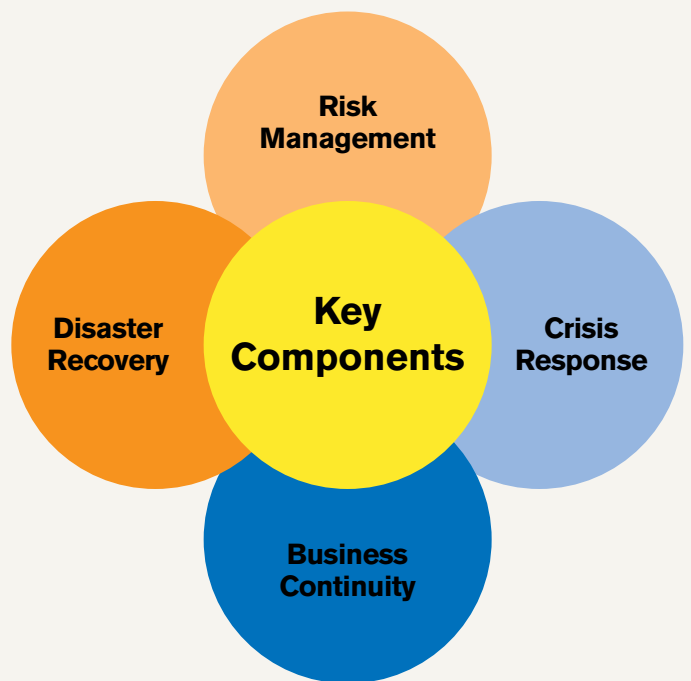 Risk
Management
Disaster
Recovery
Key
Components
Crisis
Response
Business
Continuity